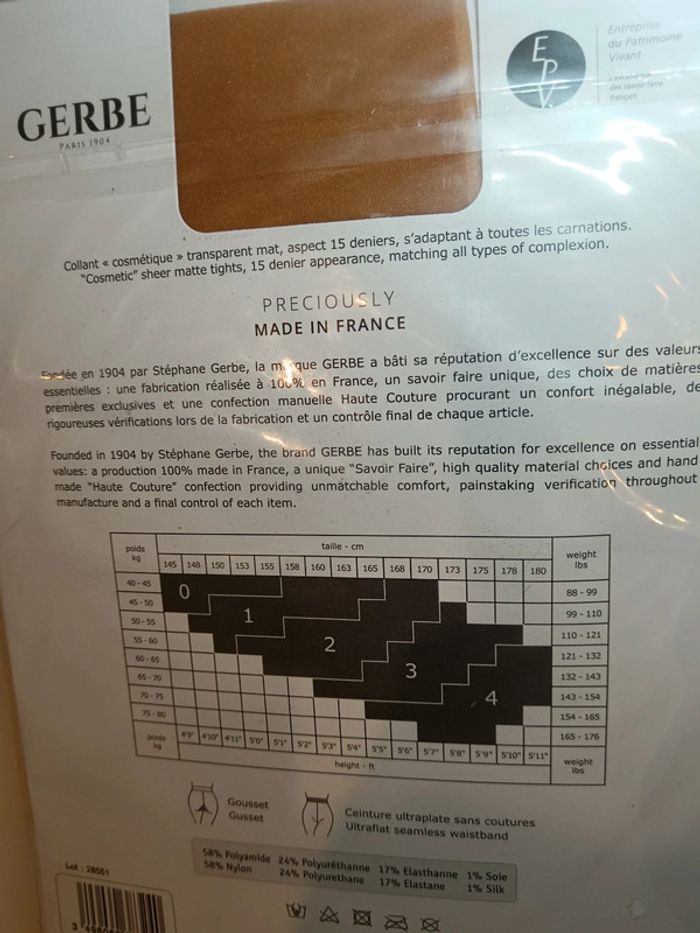 GERBE
PARIS 1904
EPV
Entreprise
du Patrimoine
Vivant
L'excellence
des savoir-faire
français
Collant « cosmétique » transparent mat, aspect 15 deniers, s'adaptant à toutes les carnations.
"Cosmetic" sheer matte tights, 15 denier appearance, matching all types of complexion.
PRECIOUSLY
MADE IN FRANCE
Fondée en 1904 par Stéphane Gerbe, la marque GERBE a bâti sa réputation d'excellence sur des valeurs
essentielles : une fabrication réalisée à 100% en France, un savoir faire unique, des choix de matières
premières exclusives et une confection manuelle Haute Couture procurant un confort inégalable, de
rigoureuses vérifications lors de la fabrication et un contrôle final de chaque article.
Founded in 1904 by Stéphane Gerbe, the brand GERBE has built its reputation for excellence on essential
values: a production 100% made in France, a unique "Savoir Faire", high quality material choices and hand
made "Haute Couture" confection providing unmatchable comfort, painstaking verification throughout
manufacture and a final control of each item.
poids kg taille - cm weight lbs
145 148 150 153 155 158 160 163 165 168 170 173 175 178 180
40 - 45 88 - 99
45 - 50 99 - 110
50 - 55 110 - 121
55 - 60 121 - 132
60 - 65 132 - 143
65 - 70 143 - 154
70 - 75 154 - 165
75 - 80 165 - 176
0
1
2
3
4
poids kg 4'9" 4'10" 4'11" 5'0" 5'1" 5'2" 5'3" 5'4" 5'5" 5'6" 5'7" 5'8" 5'9" 5'10" 5'11" weight lbs
height - ft
Gousset
Gusset
Ceinture ultraplate sans coutures
Ultraflat seamless waistband
58% Polyamide 24% Polyuréthanne 17% Elasthanne 1% Soie
58% Nylon 24% Polyurethane 17% Elastane 1% Silk
Lot : 28551